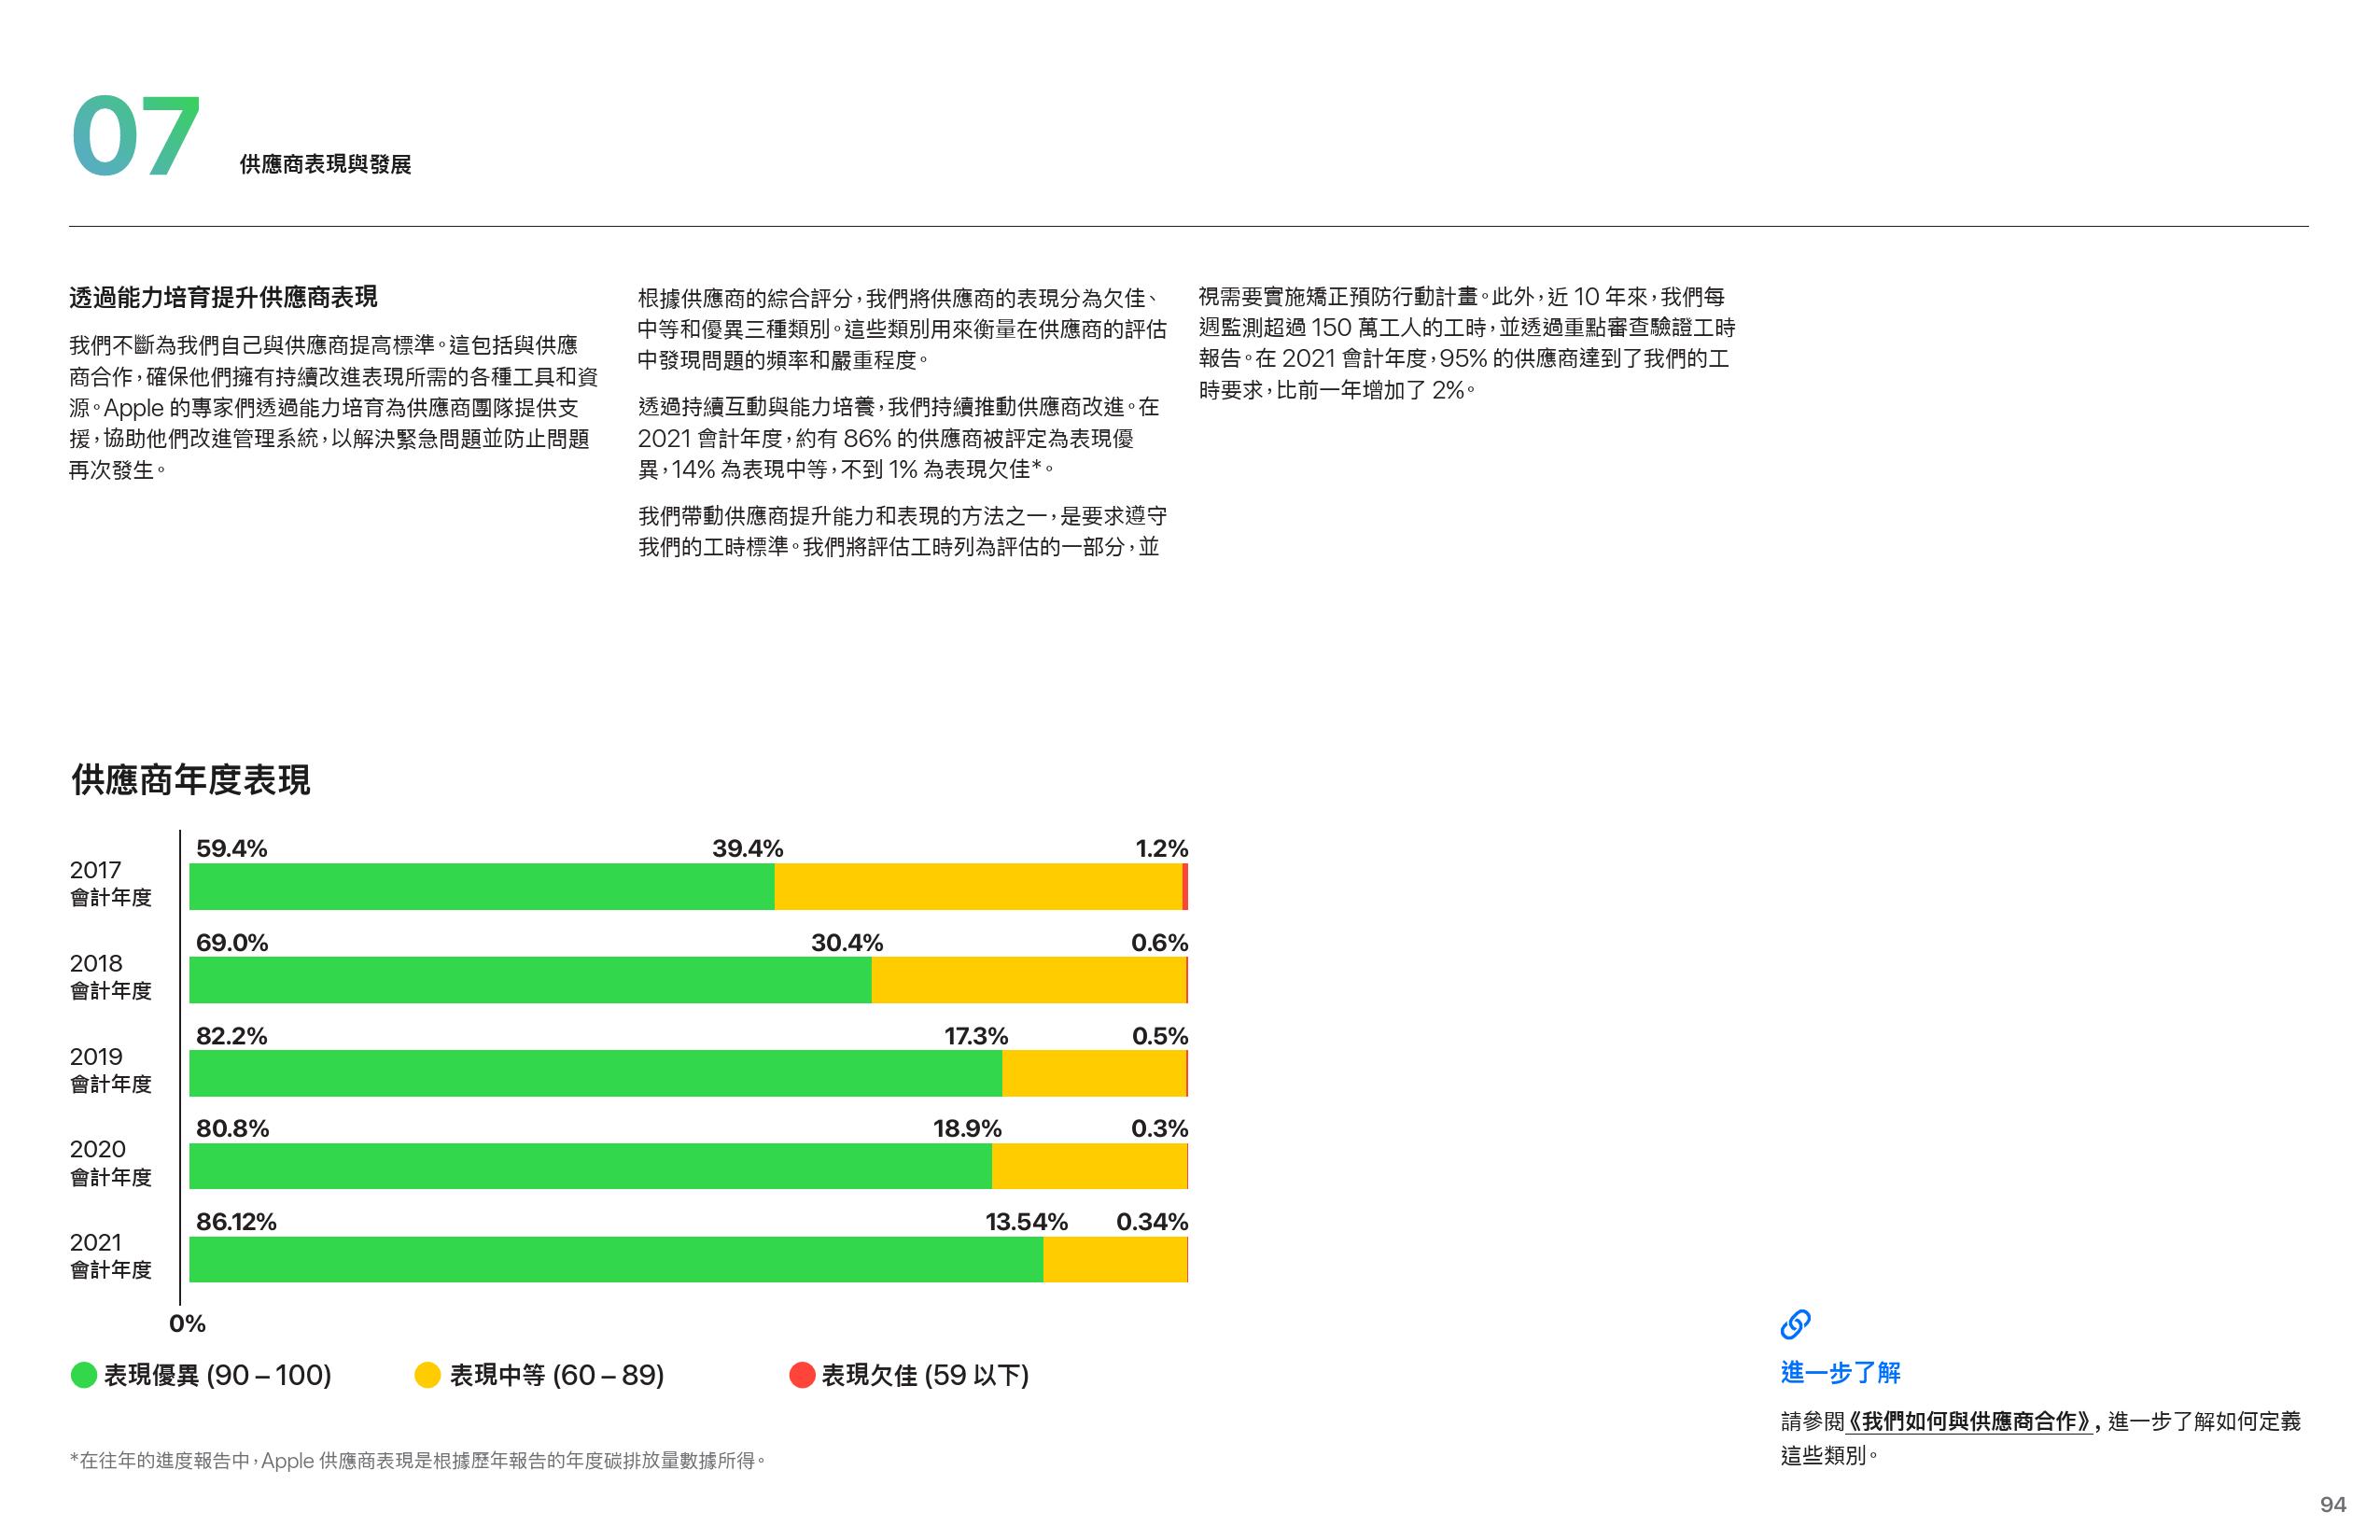 07
供應商表現與發展
透過能力培育提升供應商表現
我們不斷為我們自己與供應商提高標準。這包括與供應
商合作，確保他們擁有持續改進表現所需的各種工具和資
源。Apple 的專家們透過能力培育為供應商團隊提供支
援，協助他們改進管理系統，以解決緊急問題並防止問題
再次發生。
根據供應商的綜合評分，我們將供應商的表現分為欠佳、
中等和優異三種類別。這些類別用來衡量在供應商的評估
中發現問題的頻率和嚴重程度。
透過持續互動與能力培養，我們持續推動供應商改進。在
2021 會計年度，約有 86% 的供應商被評定為表現優
異，14% 為表現中等，不到 1% 為表現欠佳*。
我們帶動供應商提升能力和表現的方法之一，是要求遵守
我們的工時標準。我們將評估工時列為評估的一部分，並
視需要實施矯正預防行動計畫。此外，近 10 年來，我們每
週監測超過 150 萬工人的工時，並透過重點審查驗證工時
報告。在 2021 會計年度，95% 的供應商達到了我們的工
時要求，比前一年增加了 2%。
供應商年度表現
59.4% 39.4% 1.2%
2017
會計年度
69.0% 30.4% 0.6%
2018
會計年度
82.2% 17.3% 0.5%
2019
會計年度
80.8% 18.9% 0.3%
2020
會計年度
86.12% 13.54% 0.34%
2021
會計年度
0%
表現優異 (90 – 100) 表現中等 (60 – 89) 表現欠佳 (59 以下)
*在往年的進度報告中，Apple 供應商表現是根據歷年報告的年度碳排放量數據所得。
進一步了解
請參閱《我們如何與供應商合作》，進一步了解如何定義
這些類別。
94